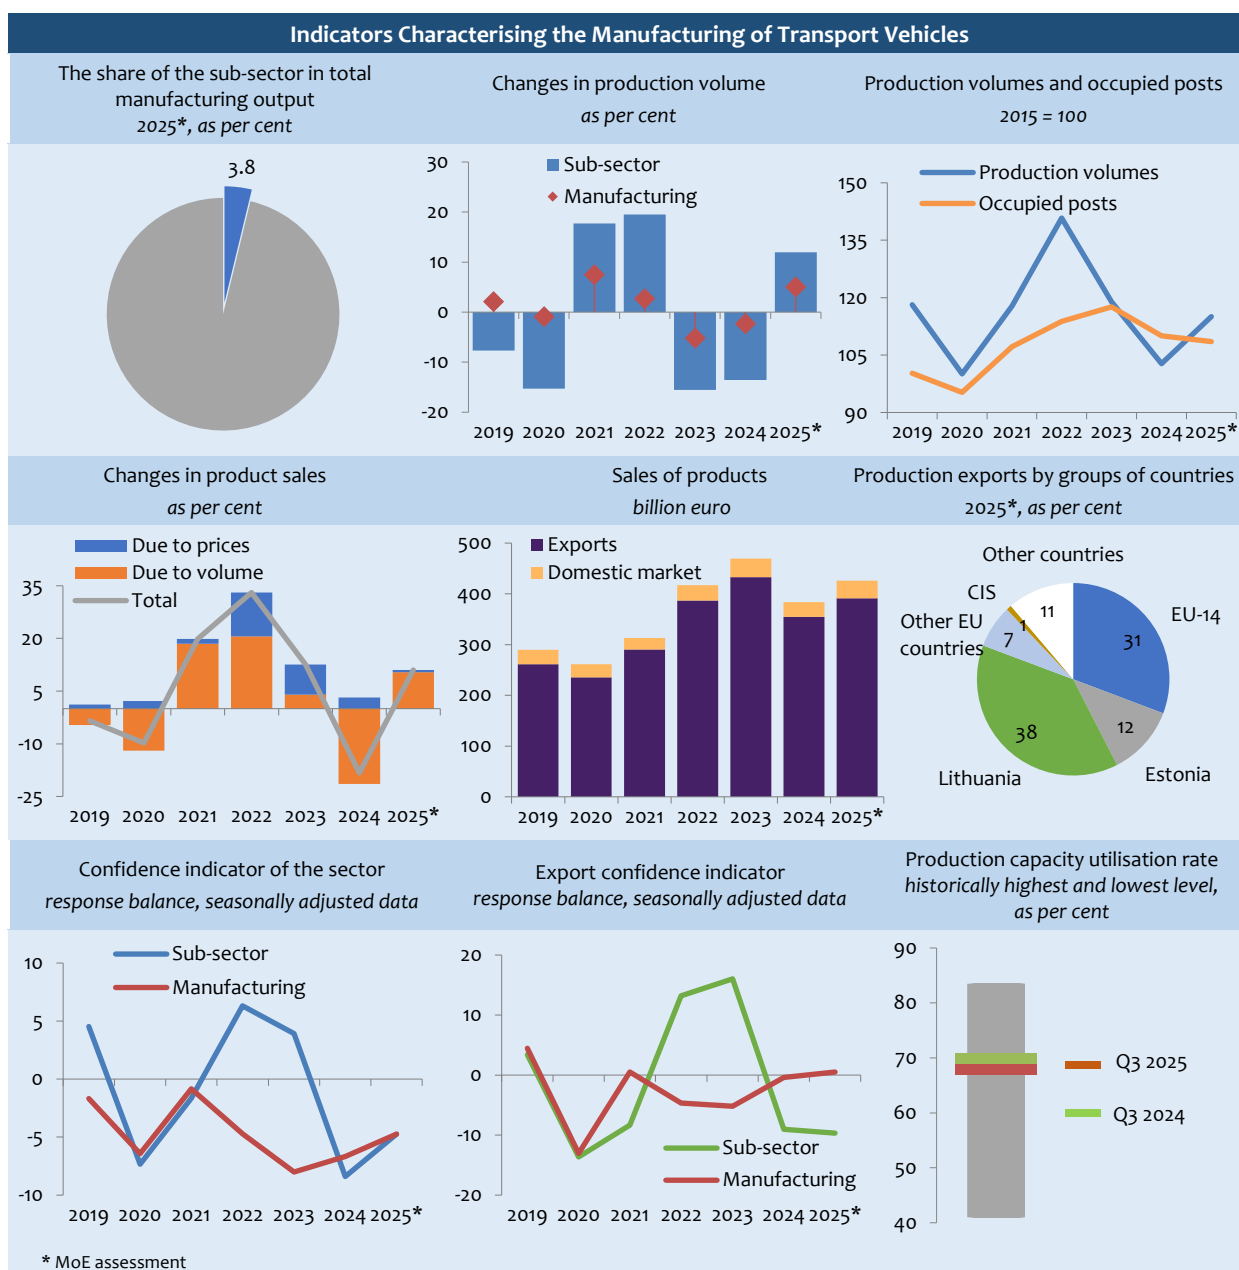 Indicators Characterising the Manufacturing of Transport Vehicles
The share of the sub-sector in total
manufacturing output
2025*, as per cent
3.8
Changes in production volume
as per cent
Sub-sector
Manufacturing
30
20
10
0
-10
-20
2019 2020 2021 2022 2023 2024 2025*
Production volumes and occupied posts
2015 = 100
Production volumes
Occupied posts
150
135
120
105
90
2019 2020 2021 2022 2023 2024 2025*
Changes in product sales
as per cent
Due to prices
Due to volume
Total
35
20
5
-10
-25
2019 2020 2021 2022 2023 2024 2025*
Sales of products
billion euro
Exports
Domestic market
500
400
300
200
100
0
2019 2020 2021 2022 2023 2024 2025*
Production exports by groups of countries
2025*, as per cent
Other countries
CIS
Other EU
countries
EU-14
Estonia
Lithuania
11
1
7
31
12
38
Confidence indicator of the sector
response balance, seasonally adjusted data
Sub-sector
Manufacturing
10
5
0
-5
-10
2019 2020 2021 2022 2023 2024 2025*
Export confidence indicator
response balance, seasonally adjusted data
20
10
0
-10
-20
Sub-sector
Manufacturing
2019 2020 2021 2022 2023 2024 2025*
Production capacity utilisation rate
historically highest and lowest level,
as per cent
90
80
70
60
50
40
Q3 2025
Q3 2024
* MoE assessment